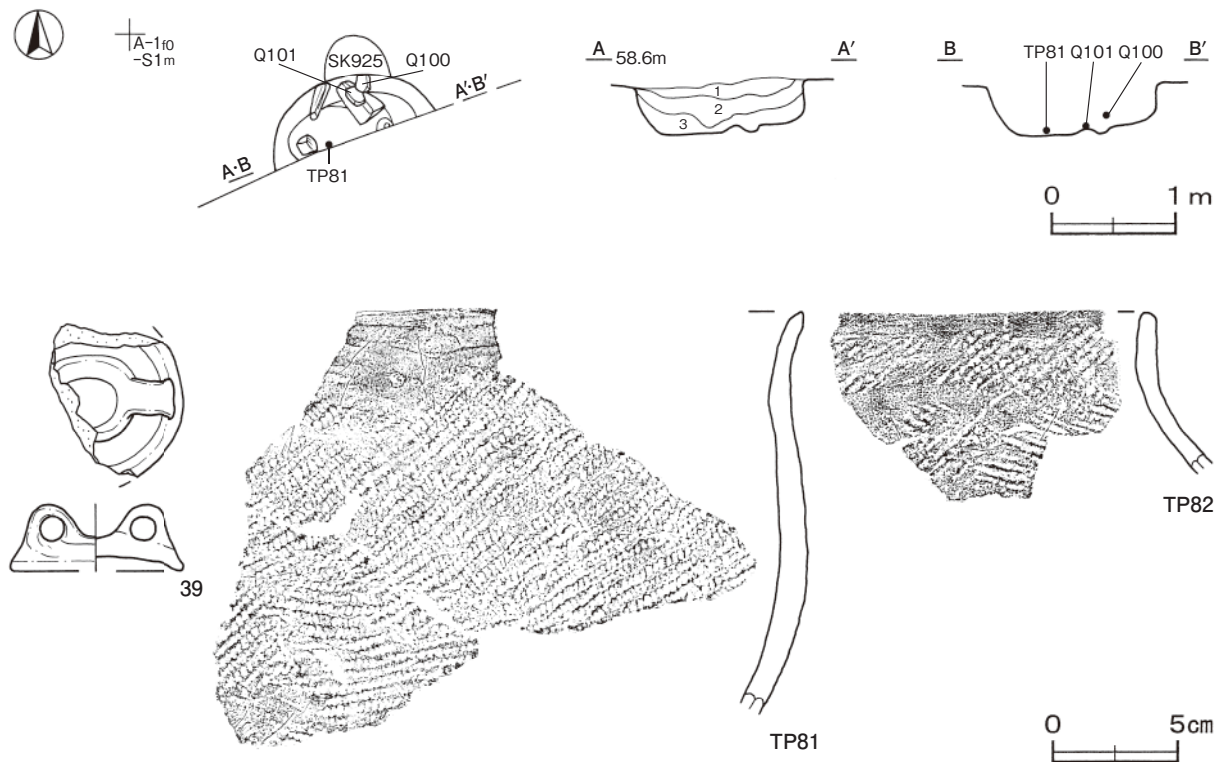 A-1f0
-S1m
Q101
SK925
Q100
A'·B'
A·B
TP81
A
58.6m
A'
1
2
3
B
TP81 Q101 Q100
B'
0 1 m
39
TP81
TP82
0 5cm